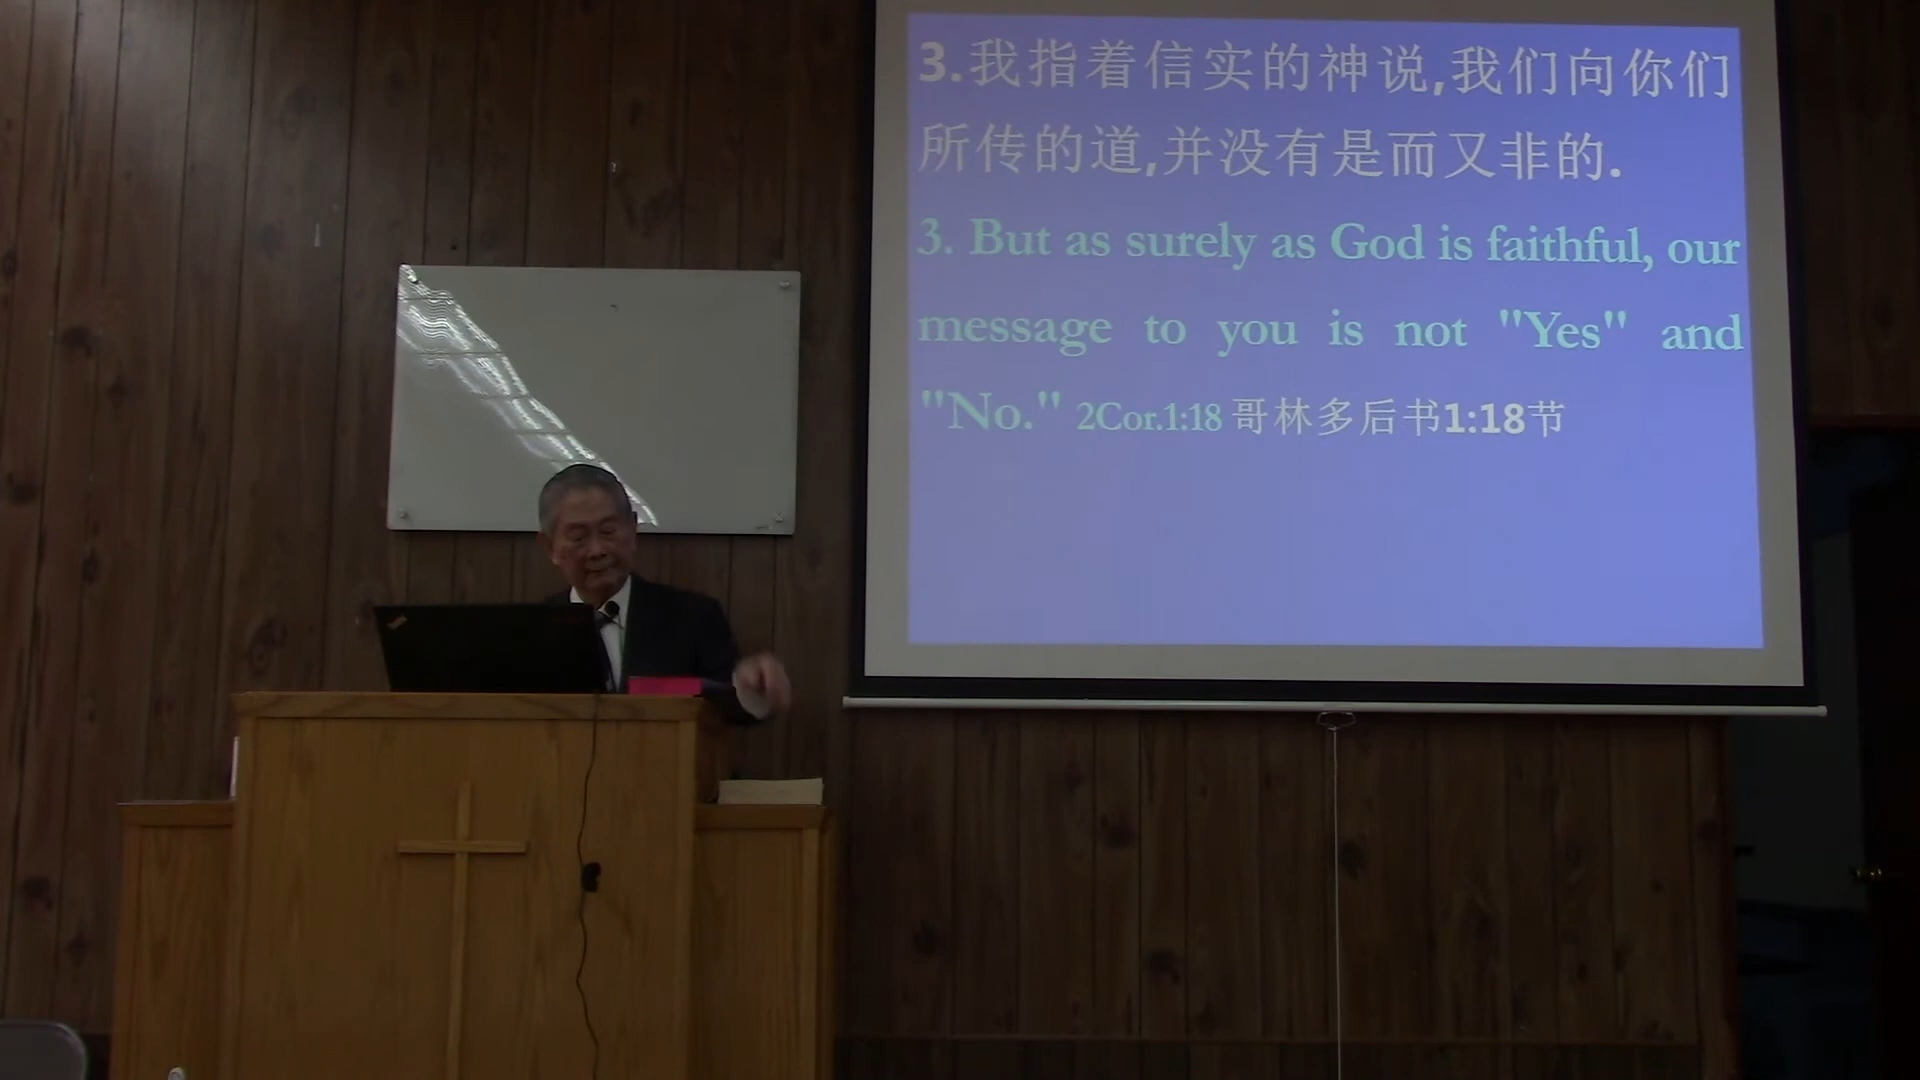 3.我指着信实的神说,我们向你们
所传的道,并没有是而又非的.
3. But as surely as God is faithful, our
message to you is not "Yes" and
"No." 2Cor.1:18 哥林多后书1:18节